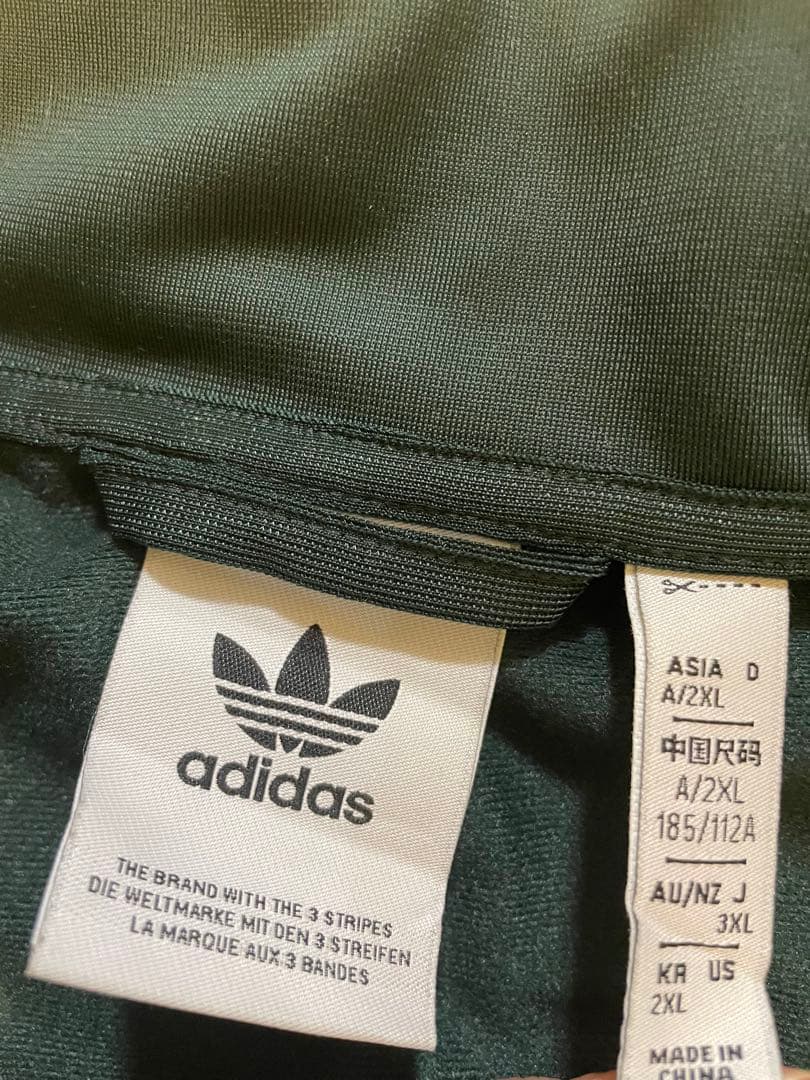 adidas
THE BRAND WITH THE 3 STRIPES
DIE WELTMARKE MIT DEN 3 STREIFEN
LA MARQUE AUX 3 BANDES
ASIA D
A/2XL
中国尺码
A/2XL
185/112A
AU/NZ J
3XL
KR US
2XL
MADE IN
CHINA